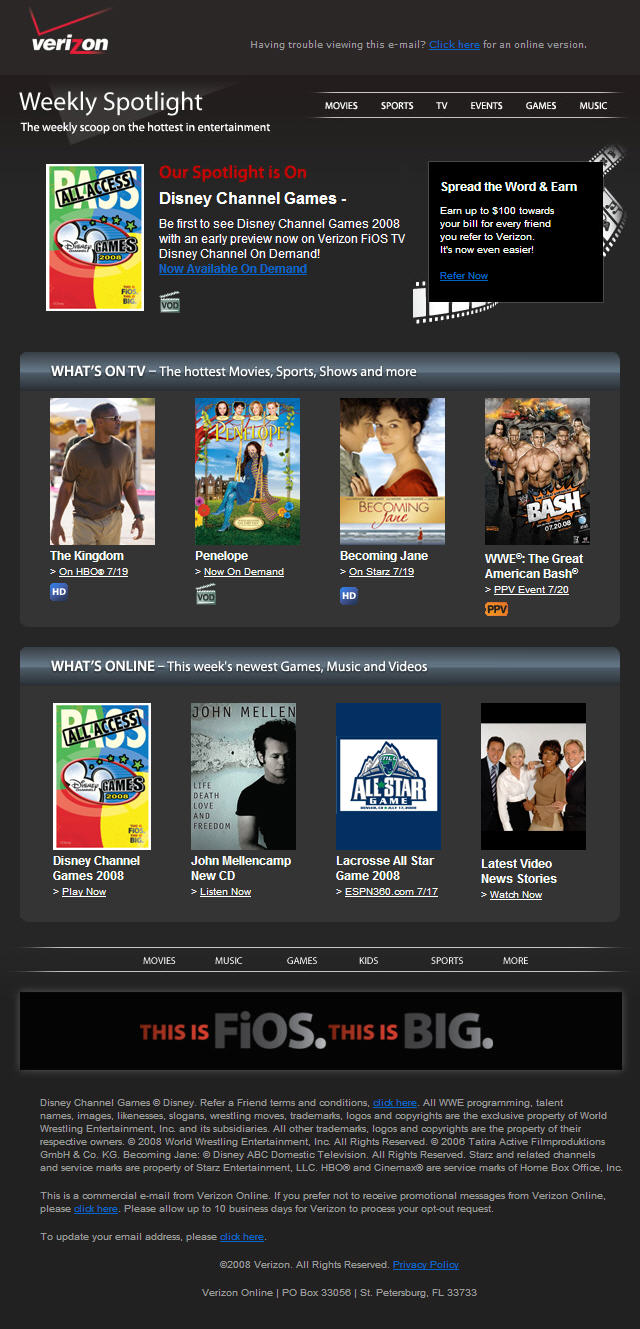 verizon
Having trouble viewing this e-mail? Click here for an online version.
Weekly Spotlight
The weekly scoop on the hottest in entertainment
MOVIES SPORTS TV EVENTS GAMES MUSIC
PASS
ALL ACCESS
Disney CHANNEL GAMES
2008
THIS IS FiOS.
THIS IS BIG.
Our Spotlight is On
Disney Channel Games -
Be first to see Disney Channel Games 2008
with an early preview now on Verizon FiOS TV
Disney Channel On Demand!
Now Available On Demand
VOD
Spread the Word & Earn
Earn up to $100 towards
your bill for every friend
you refer to Verizon.
It's now even easier!
Refer Now
WHAT'S ON TV – The hottest Movies, Sports, Shows and more
PENELOPE
BECOMING
Jane
BASH
07.20.08
The Kingdom
> On HBO® 7/19
HD
Penelope
> Now On Demand
VOD
Becoming Jane
> On Starz 7/19
HD
WWE®: The Great
American Bash®
> PPV Event 7/20
PPV
WHAT'S ONLINE – This week's newest Games, Music and Videos
PASS
ALL ACCESS
Disney CHANNEL GAMES
2008
THIS IS FiOS.
THIS IS BIG.
JOHN MELLEN
LIFE
DEATH
LOVE
AND
FREEDOM
MLL
ALL STAR
GAME
DENVER, CO • JULY 17, 2008
Disney Channel
Games 2008
> Play Now
John Mellencamp
New CD
> Listen Now
Lacrosse All Star
Game 2008
> ESPN360.com 7/17
Latest Video
News Stories
> Watch Now
MOVIES MUSIC GAMES KIDS SPORTS MORE
THIS IS FiOS. THIS IS BIG.
Disney Channel Games © Disney. Refer a Friend terms and conditions, click here. All WWE programming, talent
names, images, likenesses, slogans, wrestling moves, trademarks, logos and copyrights are the exclusive property of World
Wrestling Entertainment, Inc. and its subsidiaries. All other trademarks, logos and copyrights are the property of their
respective owners. © 2008 World Wrestling Entertainment, Inc. All Rights Reserved. © 2006 Tatira Active Filmproduktions
GmbH & Co. KG. Becoming Jane: © Disney ABC Domestic Television. All Rights Reserved. Starz and related channels
and service marks are property of Starz Entertainment, LLC. HBO® and Cinemax® are service marks of Home Box Office, Inc.
This is a commercial e-mail from Verizon Online. If you prefer not to receive promotional messages from Verizon Online,
please click here. Please allow up to 10 business days for Verizon to process your opt-out request.
To update your email address, please click here.
©2008 Verizon. All Rights Reserved. Privacy Policy
Verizon Online | PO Box 33056 | St. Petersburg, FL 33733